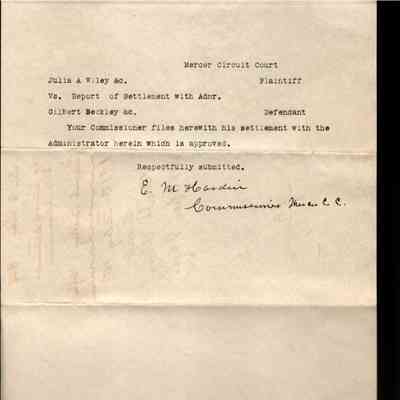 Mercer Circuit Court
Julia A Wiley &c. Plaintiff
Vs. Report of Settlement with Admr.
Gilbert Beckley &c. Defendant
Your Commissioner files herewith his settlement with the
Administrator herein which is approved.
Respectfully submitted.
E. M Hardin
Commissioner Mercer C. C.